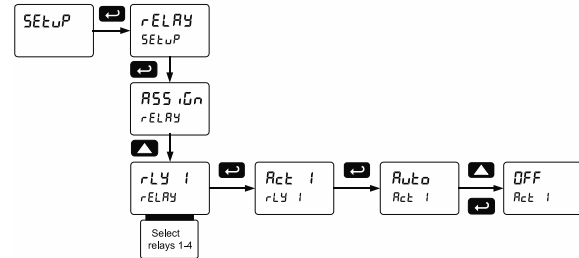 SEtuP
rELAY
SEtuP
ASSiGn
rELAY
rLY 1
rELAY
Act 1
rLY 1
Auto
Act 1
OFF
Act 1
Select
relays 1-4